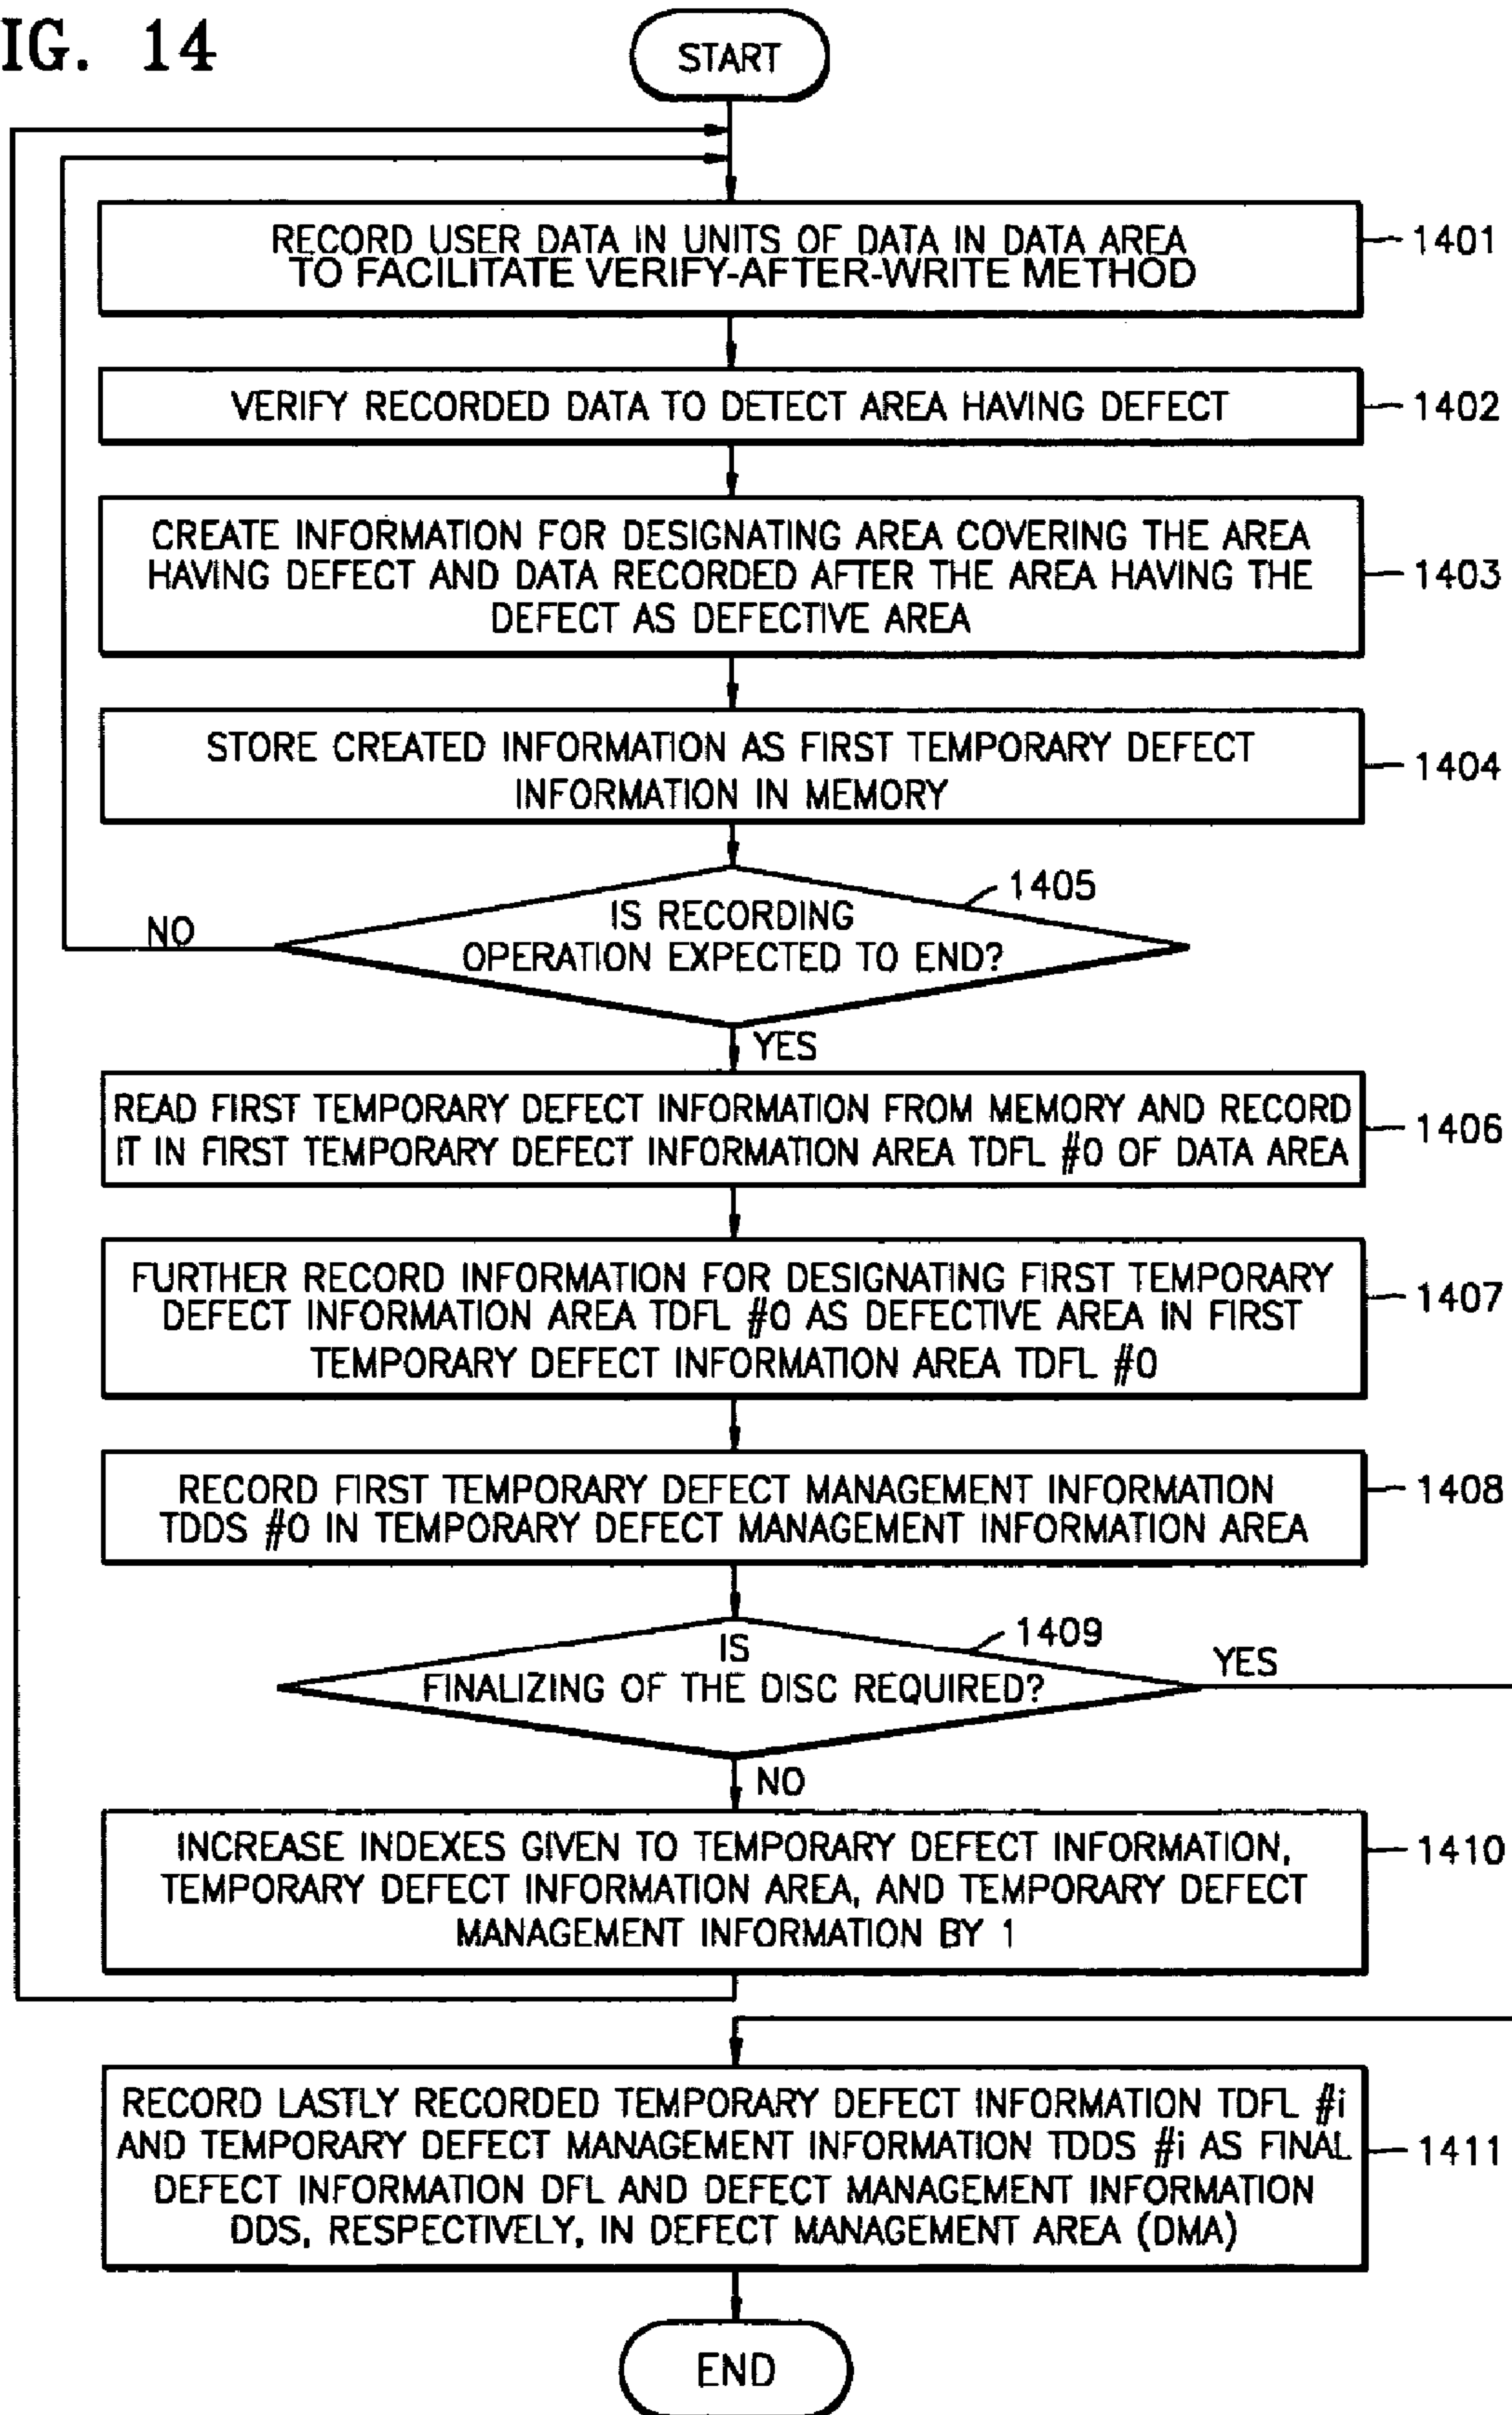 IG. 14
START
RECORD USER DATA IN UNITS OF DATA IN DATA AREA
TO FACILITATE VERIFY-AFTER-WRITE METHOD
1401
VERIFY RECORDED DATA TO DETECT AREA HAVING DEFECT
1402
CREATE INFORMATION FOR DESIGNATING AREA COVERING THE AREA
HAVING DEFECT AND DATA RECORDED AFTER THE AREA HAVING THE
DEFECT AS DEFECTIVE AREA
1403
STORE CREATED INFORMATION AS FIRST TEMPORARY DEFECT
INFORMATION IN MEMORY
1404
1405
IS RECORDING
OPERATION EXPECTED TO END?
NO
YES
READ FIRST TEMPORARY DEFECT INFORMATION FROM MEMORY AND RECORD
IT IN FIRST TEMPORARY DEFECT INFORMATION AREA TDFL #0 OF DATA AREA
1406
FURTHER RECORD INFORMATION FOR DESIGNATING FIRST TEMPORARY
DEFECT INFORMATION AREA TDFL #0 AS DEFECTIVE AREA IN FIRST
TEMPORARY DEFECT INFORMATION AREA TDFL #0
1407
RECORD FIRST TEMPORARY DEFECT MANAGEMENT INFORMATION
TDDS #0 IN TEMPORARY DEFECT MANAGEMENT INFORMATION AREA
1408
1409
IS
FINALIZING OF THE DISC REQUIRED?
YES
NO
INCREASE INDEXES GIVEN TO TEMPORARY DEFECT INFORMATION,
TEMPORARY DEFECT INFORMATION AREA, AND TEMPORARY DEFECT
MANAGEMENT INFORMATION BY 1
1410
RECORD LASTLY RECORDED TEMPORARY DEFECT INFORMATION TDFL #i
AND TEMPORARY DEFECT MANAGEMENT INFORMATION TDDS #i AS FINAL
DEFECT INFORMATION DFL AND DEFECT MANAGEMENT INFORMATION
DDS, RESPECTIVELY, IN DEFECT MANAGEMENT AREA (DMA)
1411
END